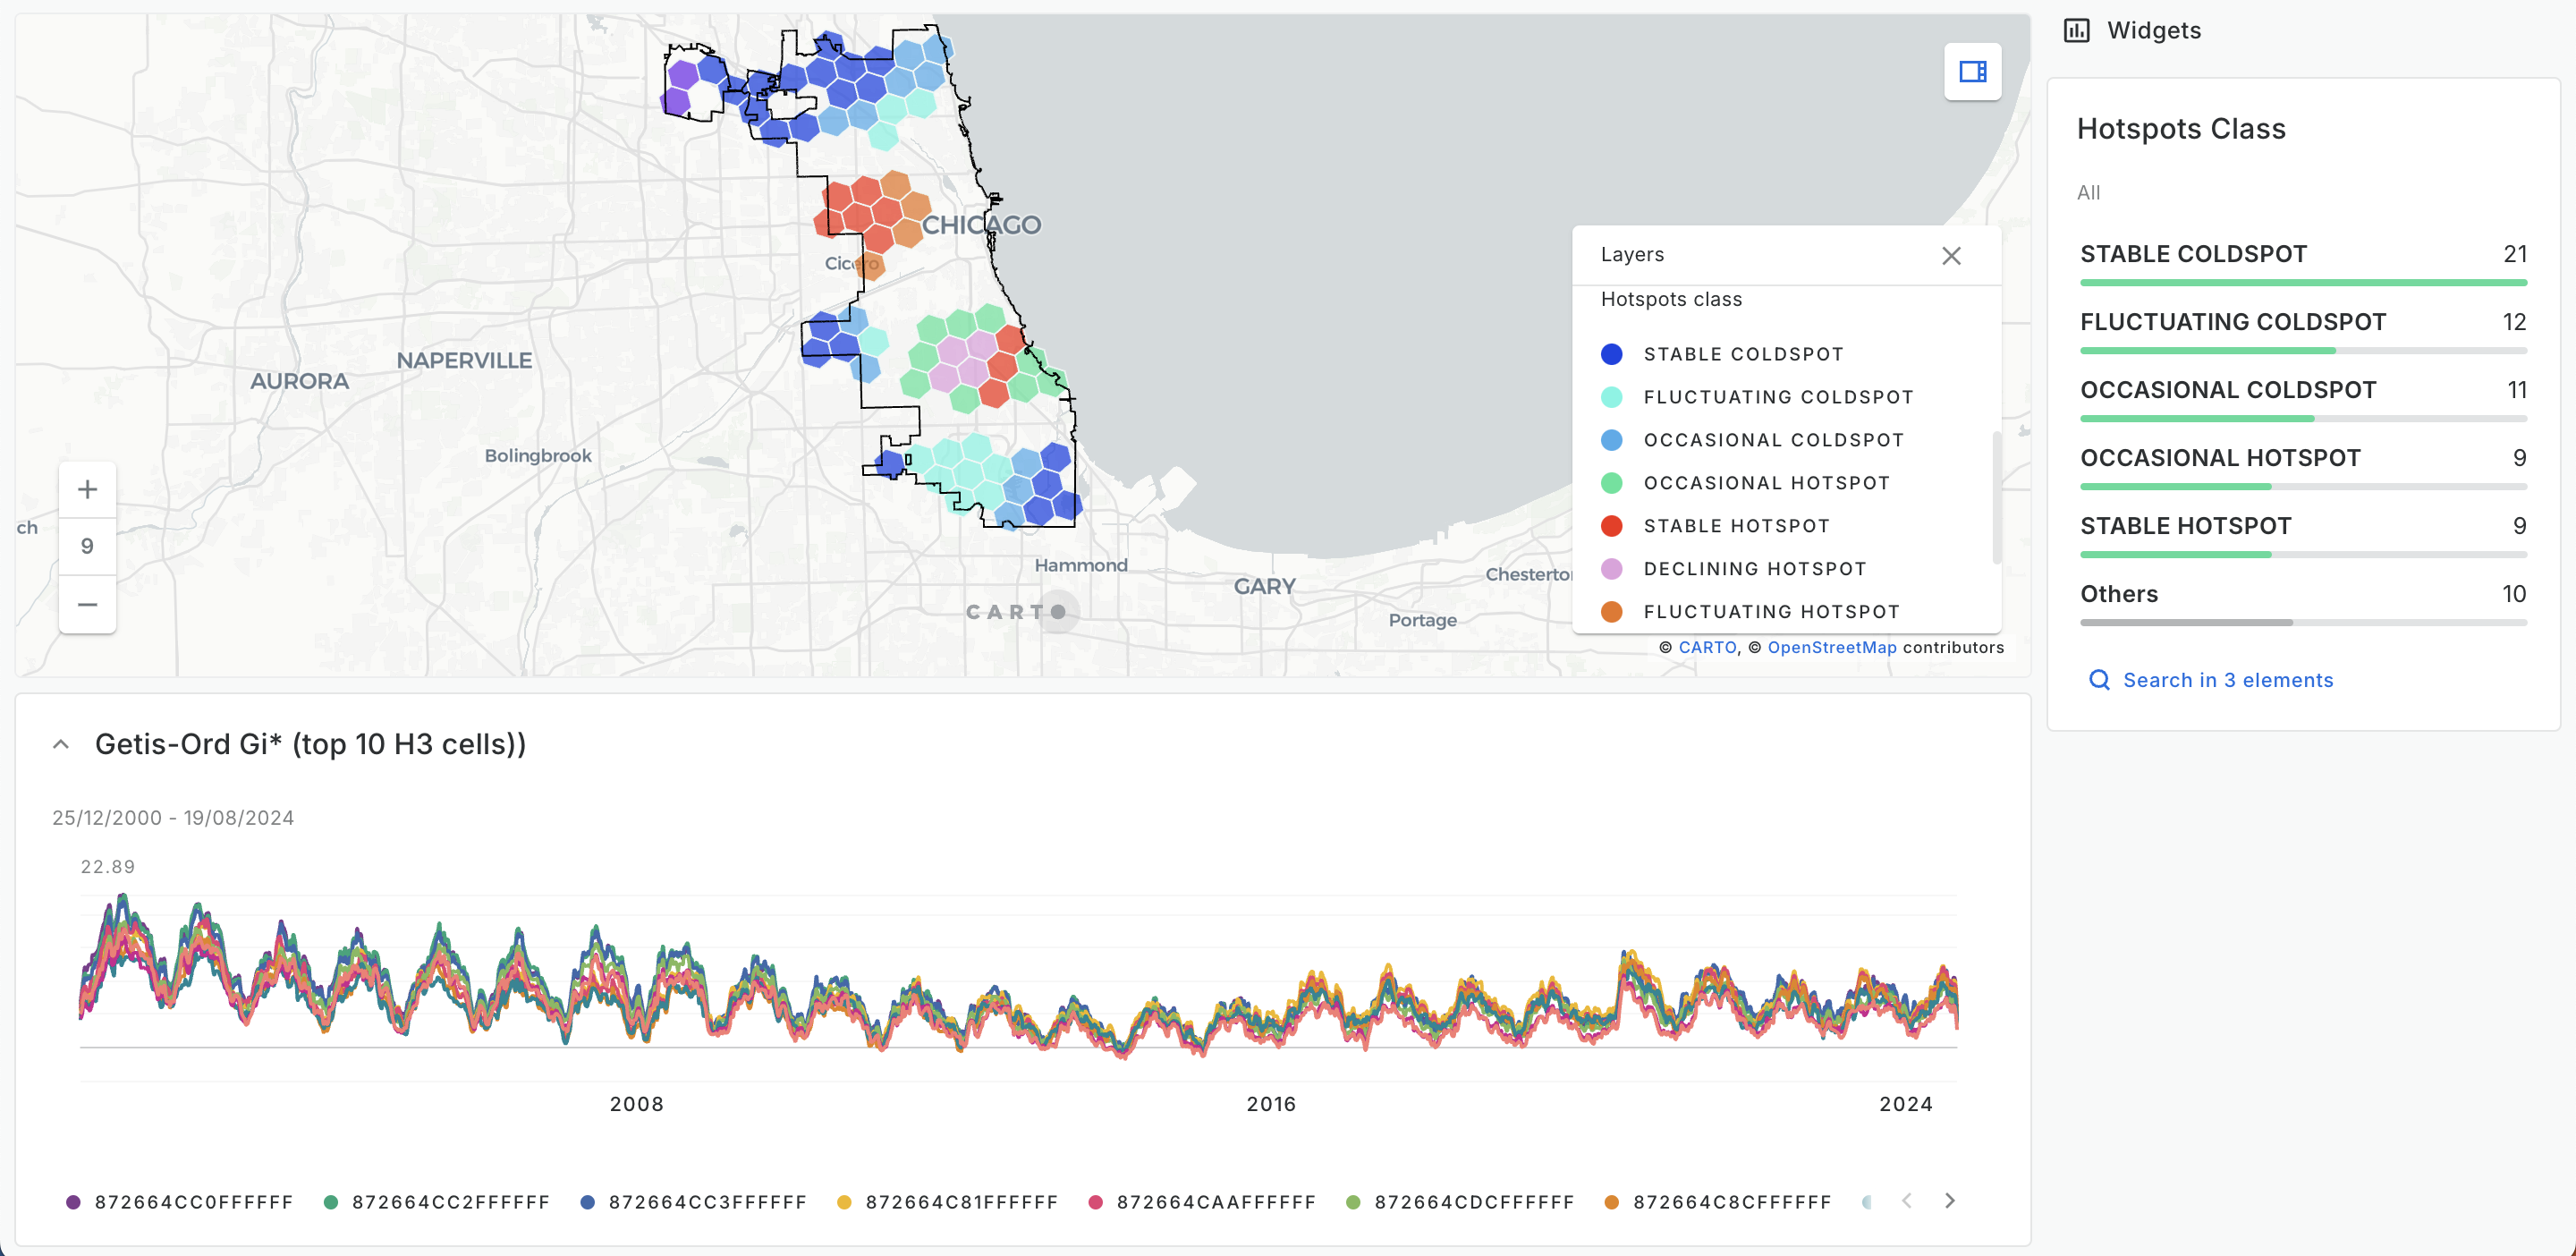 CHICAGO
Cicero
NAPERVILLE
AURORA
Bolingbrook
ch
Hammond
GARY
Chesterto
Portage
CARTO
+
9
−
Layers
Hotspots class
STABLE COLDSPOT
FLUCTUATING COLDSPOT
OCCASIONAL COLDSPOT
OCCASIONAL HOTSPOT
STABLE HOTSPOT
DECLINING HOTSPOT
FLUCTUATING HOTSPOT
© CARTO, © OpenStreetMap contributors
Widgets
Hotspots Class
All
STABLE COLDSPOT 21
FLUCTUATING COLDSPOT 12
OCCASIONAL COLDSPOT 11
OCCASIONAL HOTSPOT 9
STABLE HOTSPOT 9
Others 10
Search in 3 elements
Getis-Ord Gi* (top 10 H3 cells))
25/12/2000 - 19/08/2024
22.89
2008 2016 2024
872664CC0FFFFFF 872664CC2FFFFFF 872664CC3FFFFFF 872664C81FFFFFF 872664CAAFFFFFF 872664CDCFFFFFF 872664C8CFFFFFF